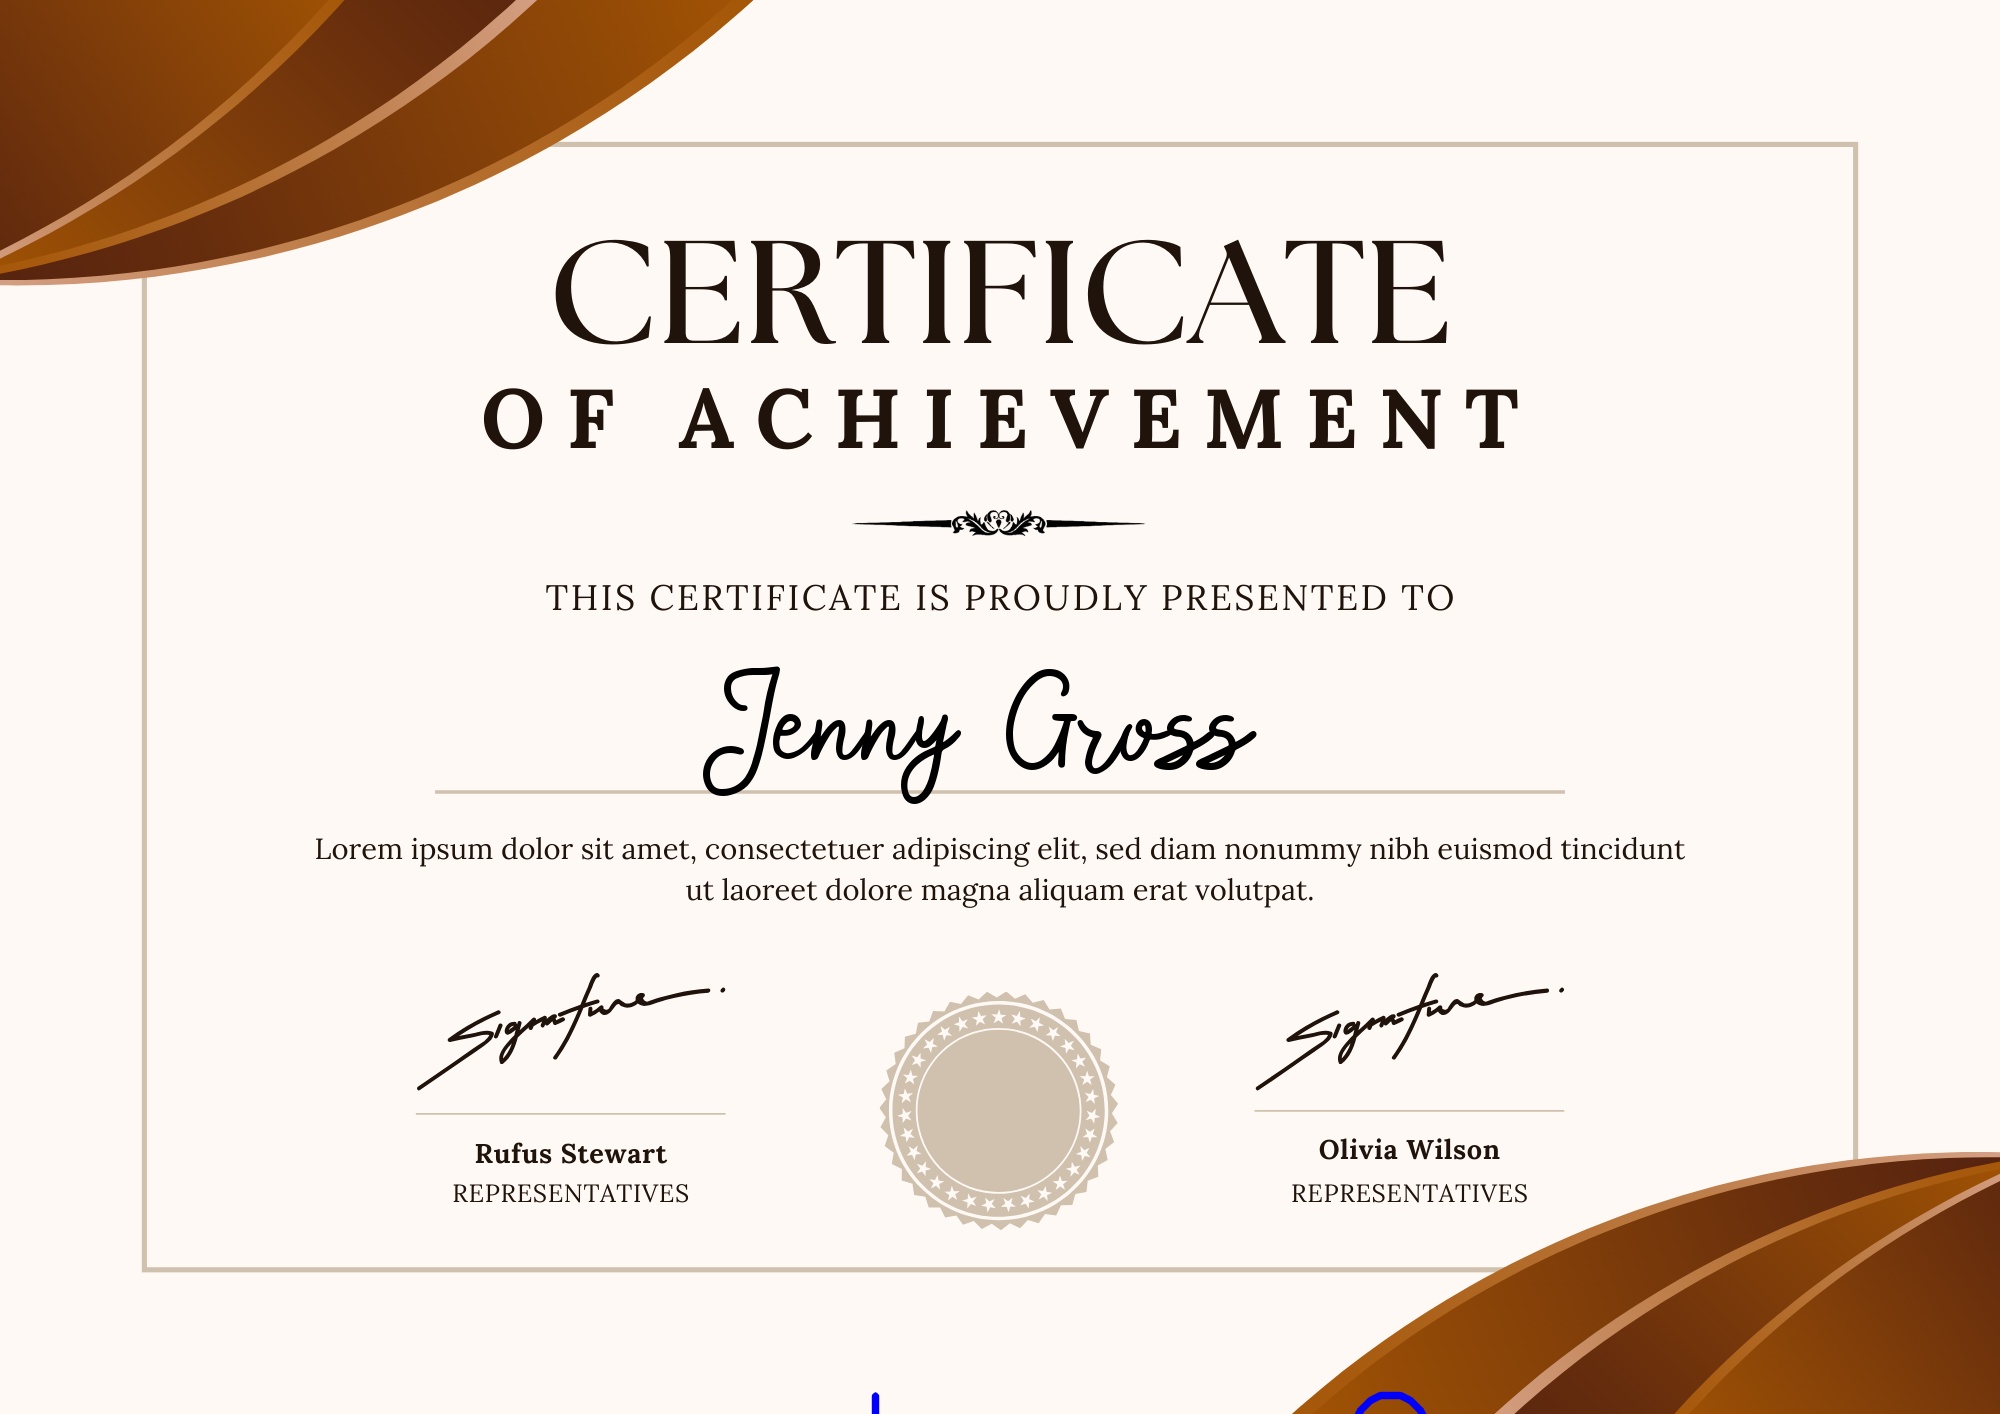 CERTIFICATE
OF ACHIEVEMENT
THIS CERTIFICATE IS PROUDLY PRESENTED TO
Jenny Gross
Lorem ipsum dolor sit amet, consectetuer adipiscing elit, sed diam nonummy nibh euismod tincidunt
ut laoreet dolore magna aliquam erat volutpat.
Signature
Signature
Rufus Stewart
Olivia Wilson
REPRESENTATIVES
REPRESENTATIVES